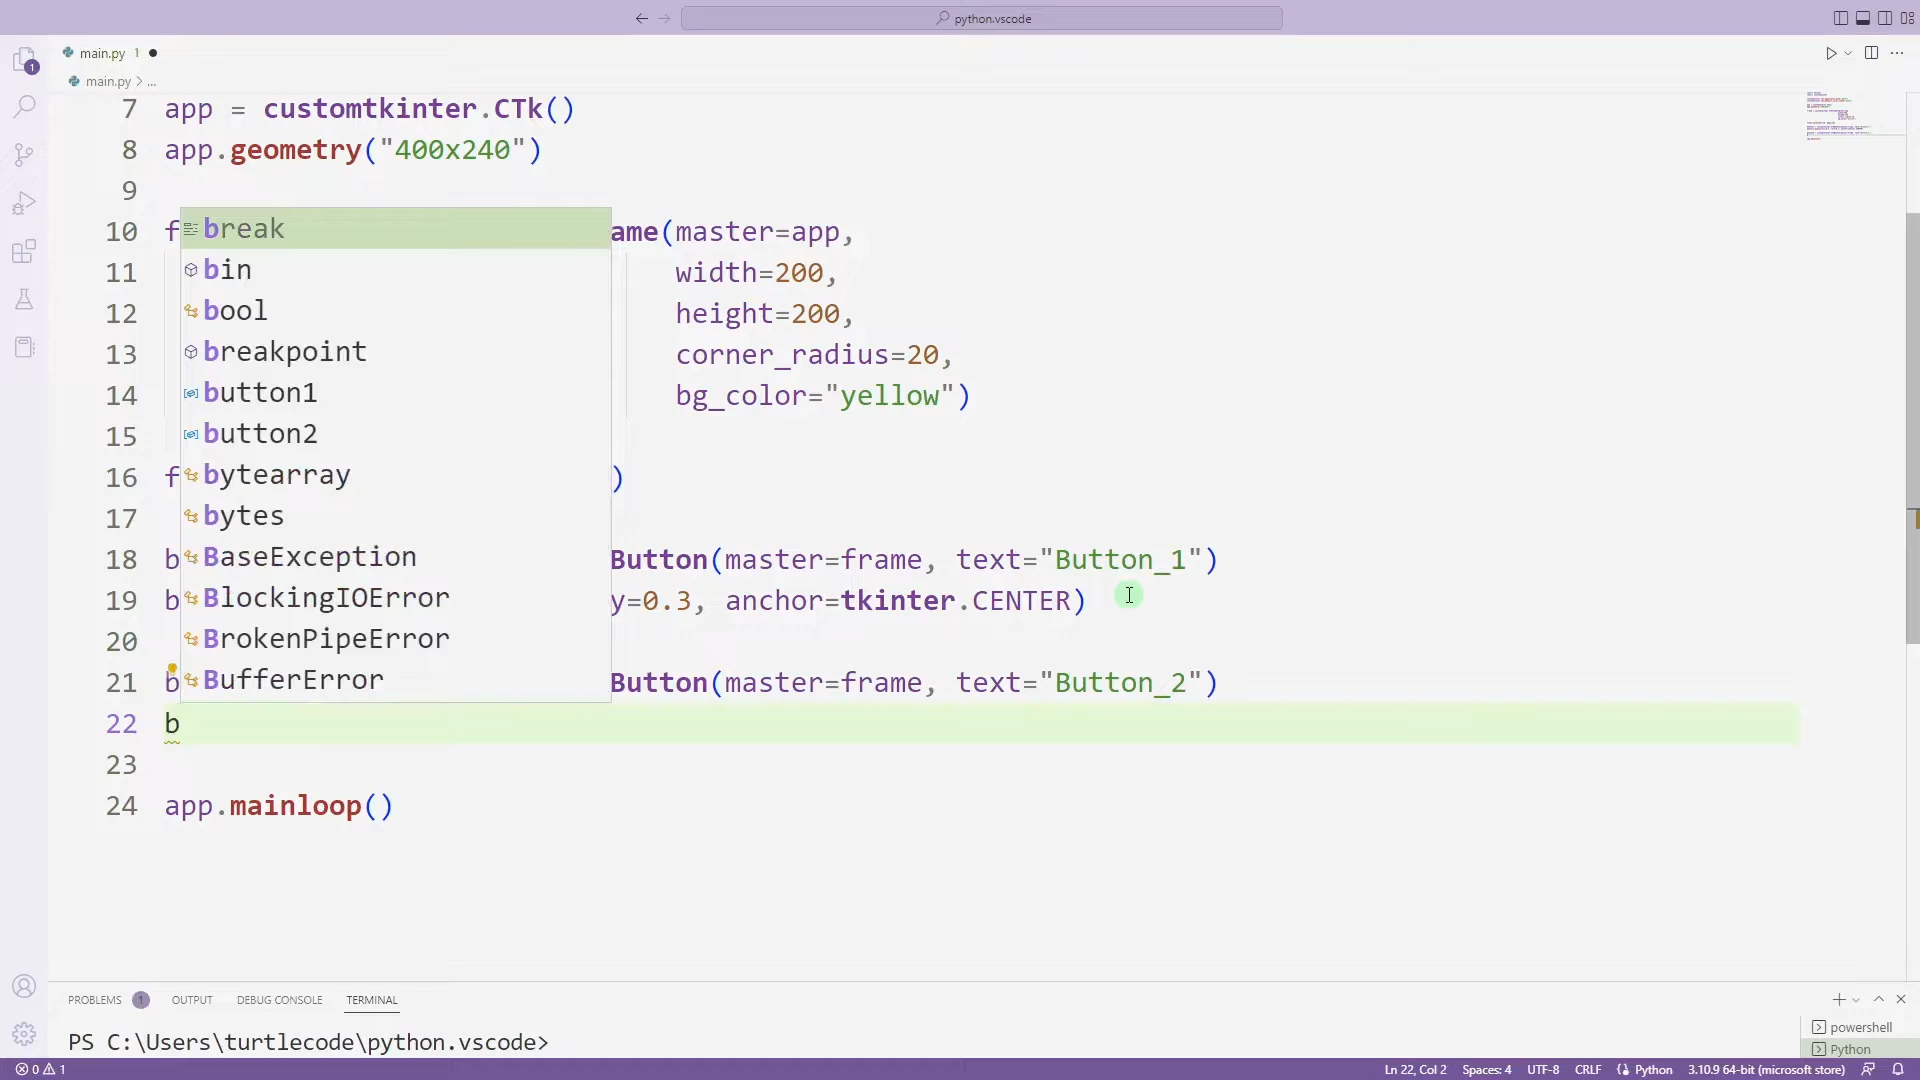 python.vscode
main.py 1
main.py > ...
7 app = customtkinter.CTk()
8 app.geometry("400x240")
9
10 f ame(master=app,
11 width=200,
12 height=200,
13 corner_radius=20,
14 bg_color="yellow")
15
16 f )
17
18 b Button(master=frame, text="Button_1")
19 b y=0.3, anchor=tkinter.CENTER)
20
21 b Button(master=frame, text="Button_2")
22 b
23
24 app.mainloop()
break
bin
bool
breakpoint
button1
button2
bytearray
bytes
BaseException
BlockingIOError
BrokenPipeError
BufferError
PROBLEMS 1 OUTPUT DEBUG CONSOLE TERMINAL
PS C:\Users\turtlecode\python.vscode>
powershell
Python
0 1 Ln 22, Col 2 Spaces: 4 UTF-8 CRLF Python 3.10.9 64-bit (microsoft store)
1